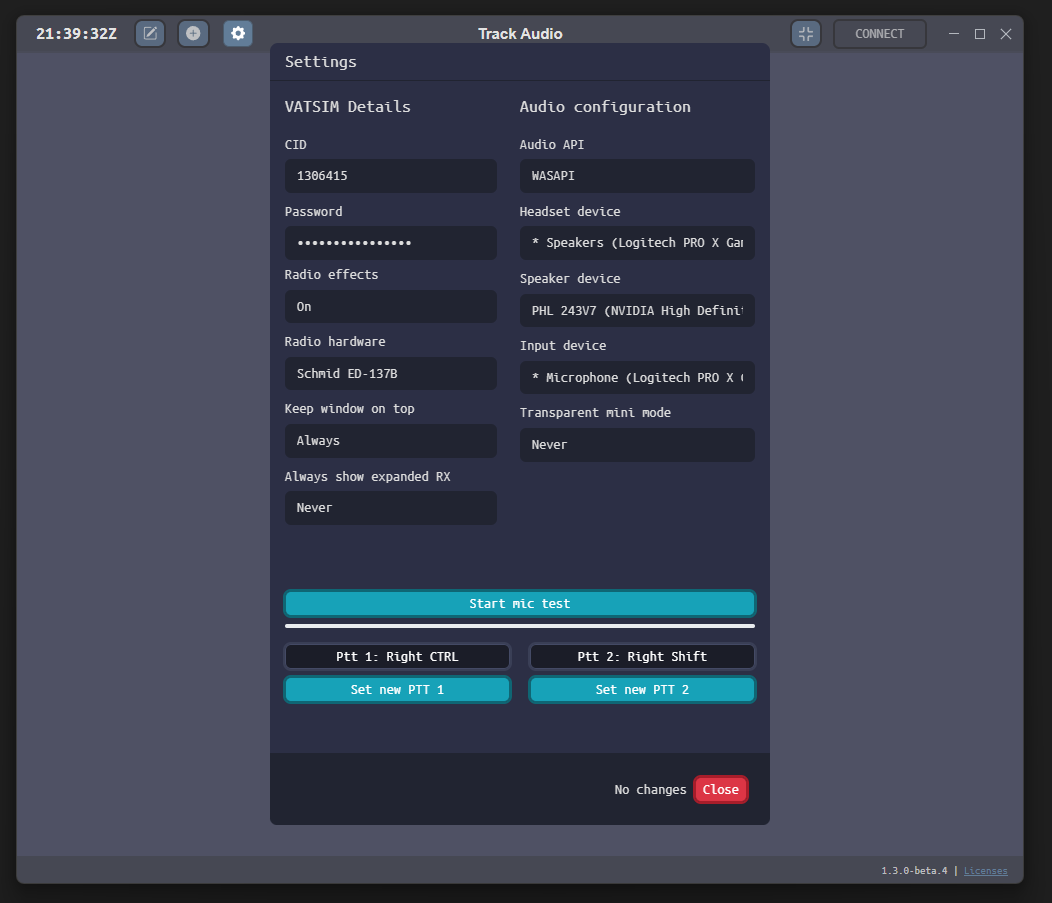 21:39:32Z
Track Audio
CONNECT
Settings
VATSIM Details
CID
1306415
Password
••••••••••••••••
Radio effects
On
Radio hardware
Schmid ED-137B
Keep window on top
Always
Always show expanded RX
Never
Audio configuration
Audio API
WASAPI
Headset device
* Speakers (Logitech PRO X Gam
Speaker device
PHL 243V7 (NVIDIA High Definit
Input device
* Microphone (Logitech PRO X G
Transparent mini mode
Never
Start mic test
Ptt 1: Right CTRL
Ptt 2: Right Shift
Set new PTT 1
Set new PTT 2
No changes
Close
1.3.0-beta.4 | Licenses